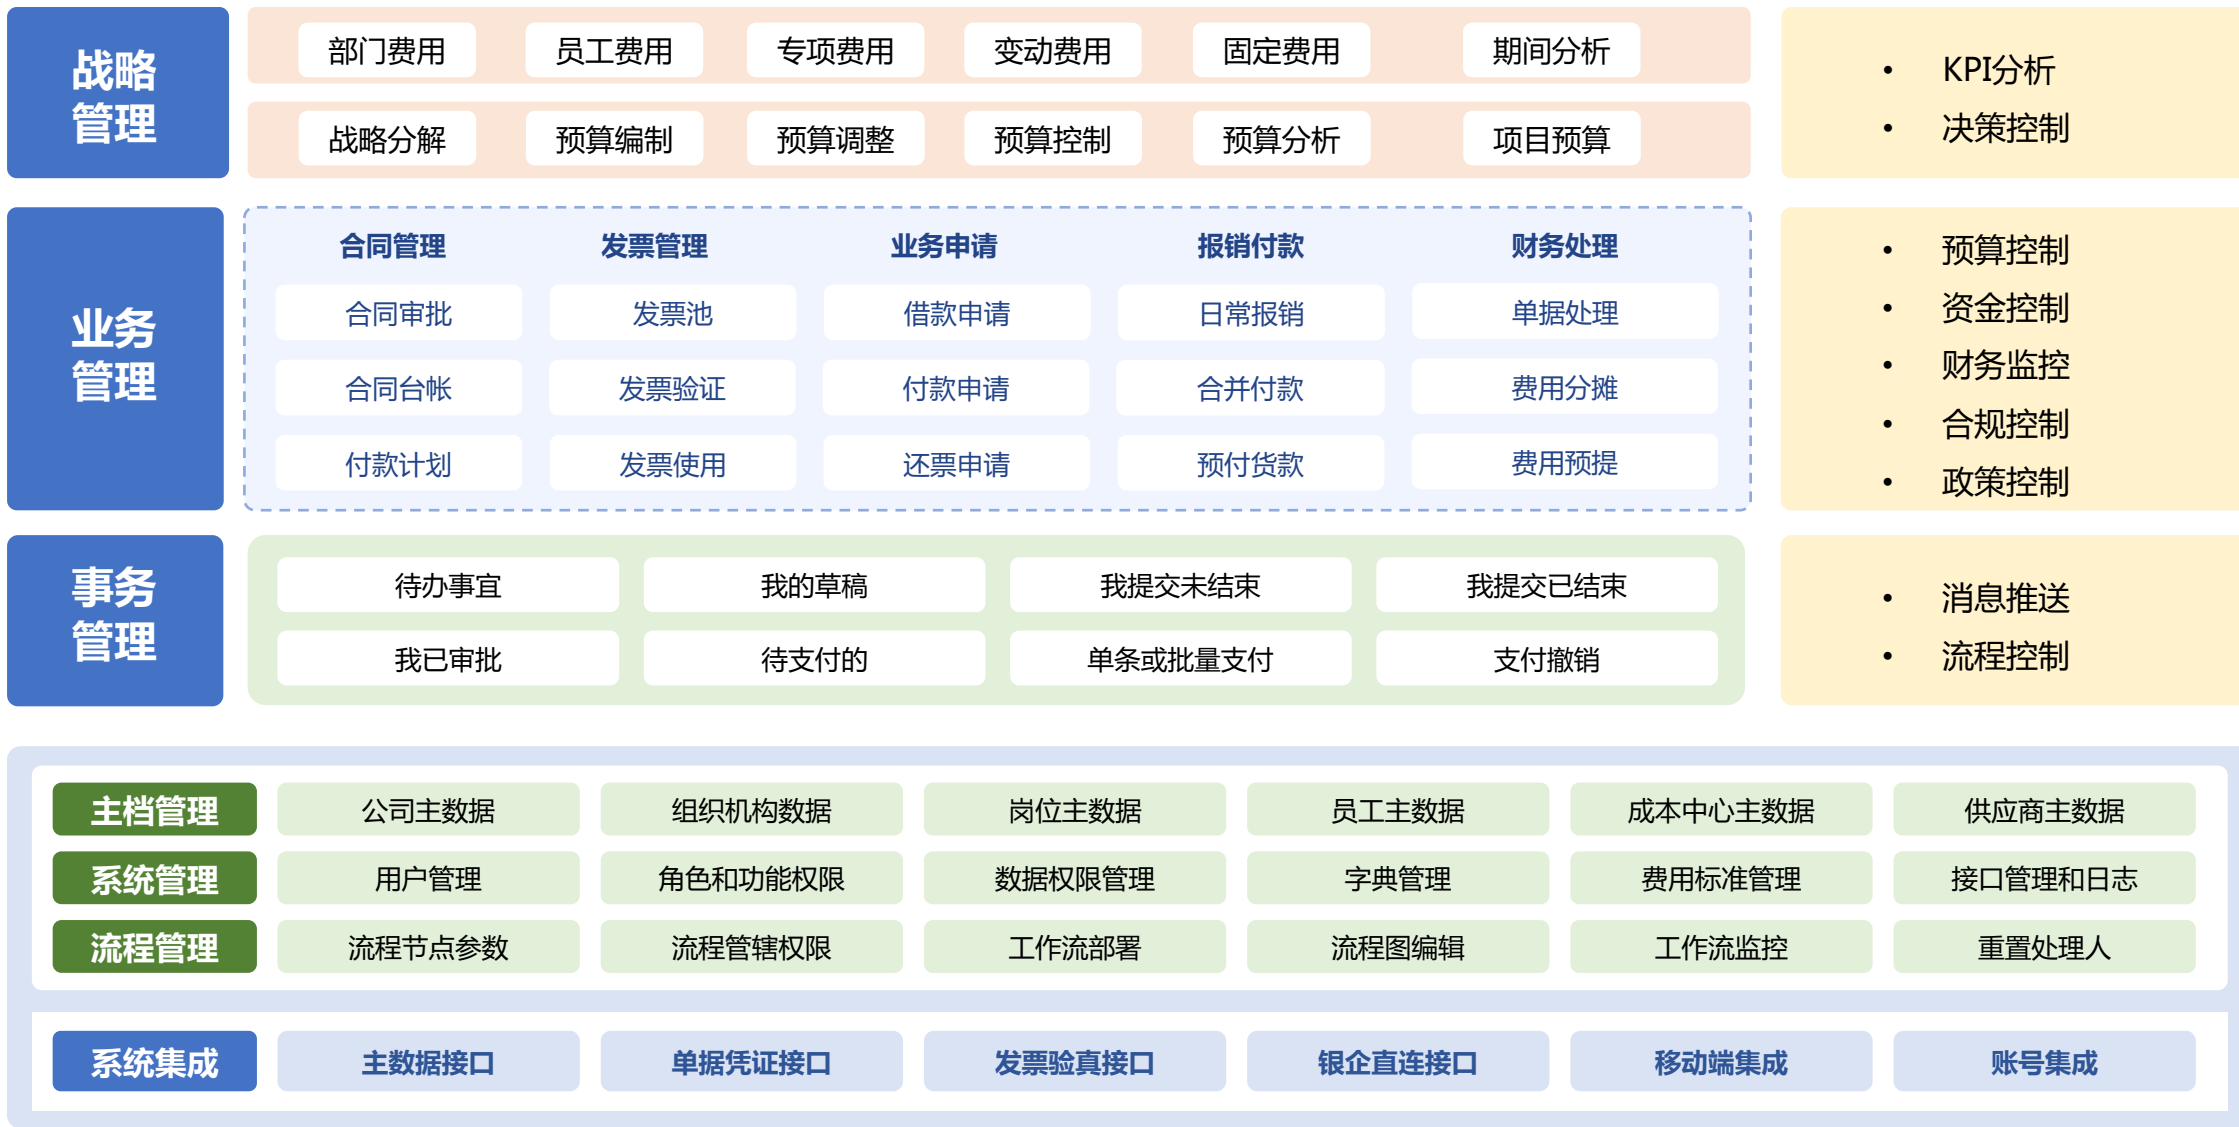 战略
管理
部门费用
员工费用
专项费用
变动费用
固定费用
期间分析
战略分解
预算编制
预算调整
预算控制
预算分析
项目预算
• KPI分析
• 决策控制
业务
管理
合同管理
发票管理
业务申请
报销付款
财务处理
合同审批
发票池
借款申请
日常报销
单据处理
合同台帐
发票验证
付款申请
合并付款
费用分摊
付款计划
发票使用
还票申请
预付货款
费用预提
• 预算控制
• 资金控制
• 财务监控
• 合规控制
• 政策控制
事务
管理
待办事宜
我的草稿
我提交未结束
我提交已结束
我已审批
待支付的
单条或批量支付
支付撤销
• 消息推送
• 流程控制
主档管理
公司主数据
组织机构数据
岗位主数据
员工主数据
成本中心主数据
供应商主数据
系统管理
用户管理
角色和功能权限
数据权限管理
字典管理
费用标准管理
接口管理和日志
流程管理
流程节点参数
流程管辖权限
工作流部署
流程图编辑
工作流监控
重置处理人
系统集成
主数据接口
单据凭证接口
发票验真接口
银企直连接口
移动端集成
账号集成